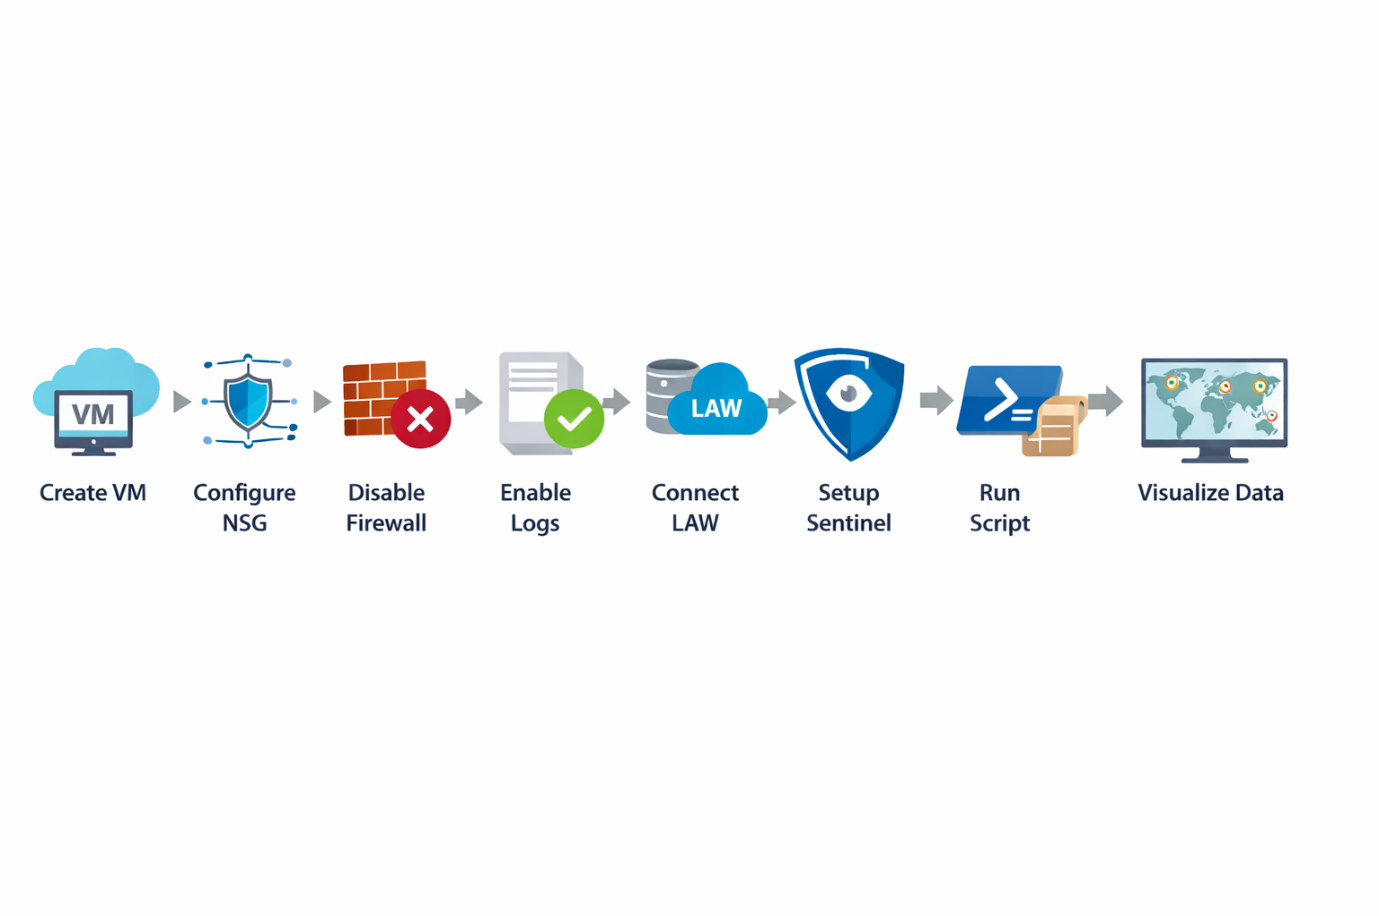 VM
LAW
Create VM
Configure
NSG
Disable
Firewall
Enable
Logs
Connect
LAW
Setup
Sentinel
Run
Script
Visualize Data